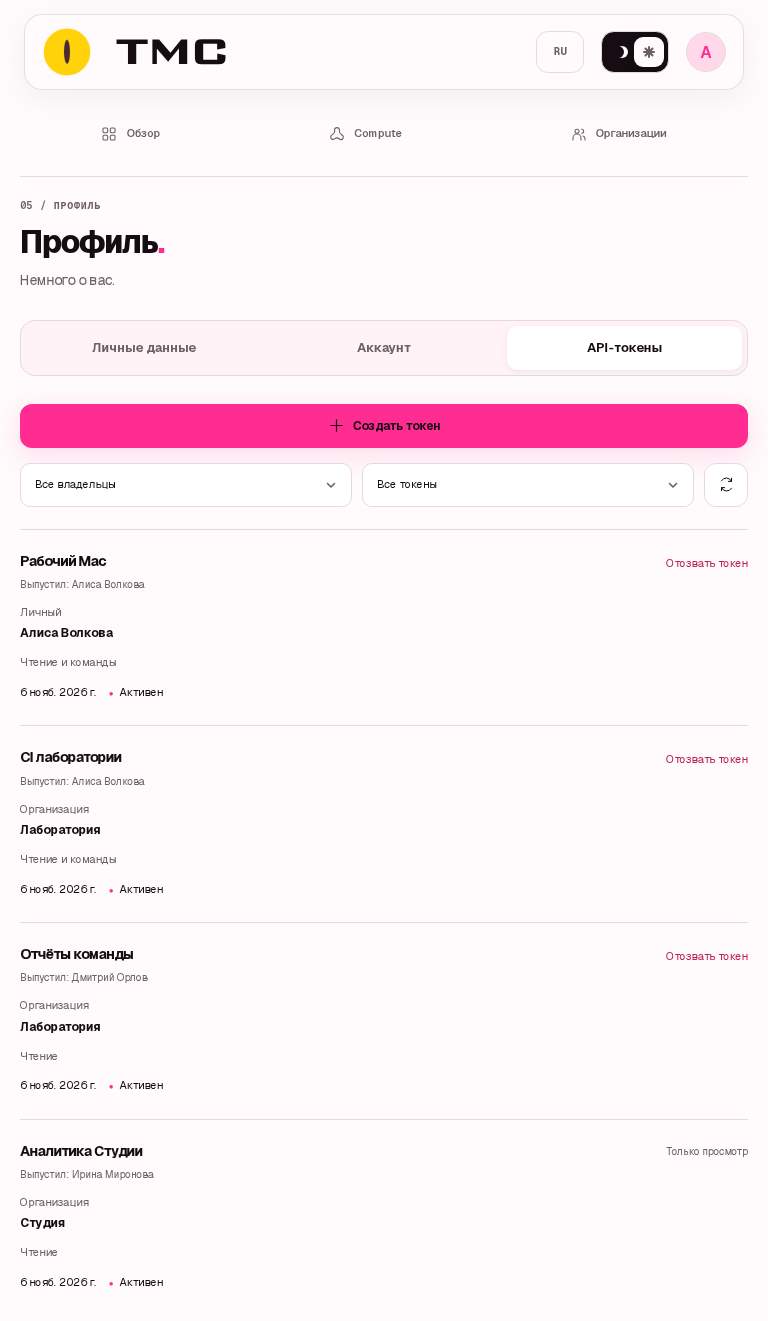 TMC
RU
A
Обзор
Compute
Организации
05 / ПРОФИЛЬ
Профиль.
Немного о вас.
Личные данные
Аккаунт
API-токены
Создать токен
Все владельцы
Все токены
Рабочий Mac
Отозвать токен
Выпустил: Алиса Волкова
Личный
Алиса Волкова
Чтение и команды
6 нояб. 2026 г. • Активен
CI лаборатории
Отозвать токен
Выпустил: Алиса Волкова
Организация
Лаборатория
Чтение и команды
6 нояб. 2026 г. • Активен
Отчёты команды
Отозвать токен
Выпустил: Дмитрий Орлов
Организация
Лаборатория
Чтение
6 нояб. 2026 г. • Активен
Аналитика Студии
Только просмотр
Выпустил: Ирина Миронова
Организация
Студия
Чтение
6 нояб. 2026 г. • Активен